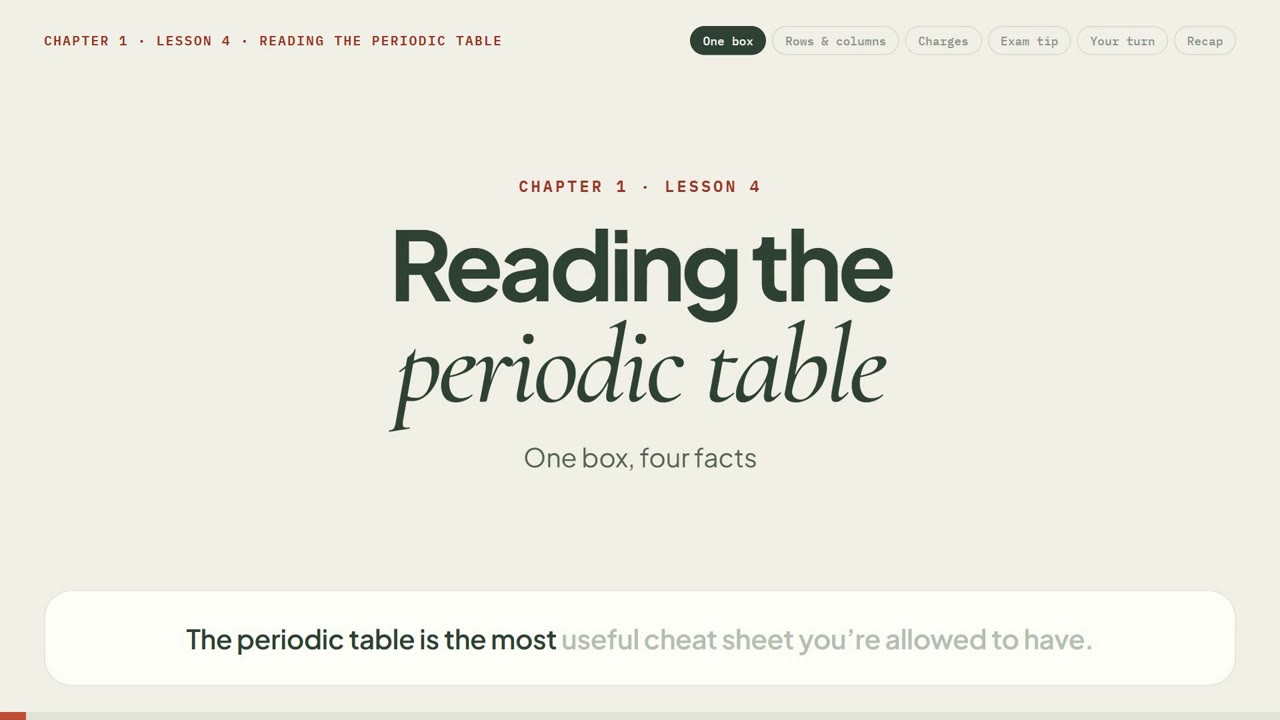 CHAPTER 1 · LESSON 4 · READING THE PERIODIC TABLE
One box
Rows & columns
Charges
Exam tip
Your turn
Recap
CHAPTER 1 · LESSON 4
Reading the
periodic table
One box, four facts
The periodic table is the most useful cheat sheet you’re allowed to have.